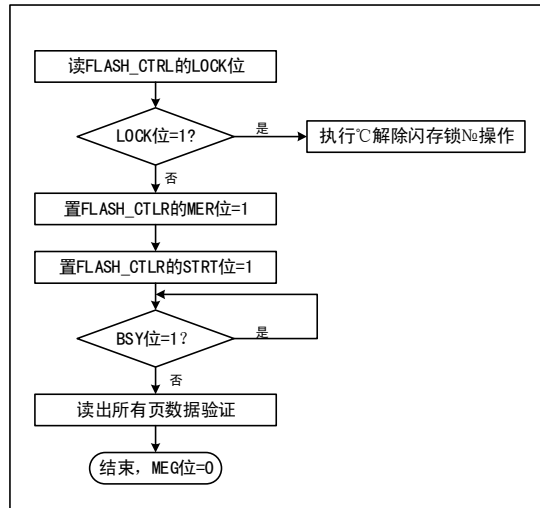 读FLASH_CTRL的LOCK位
LOCK位=1?
是
执行℃解除闪存锁№操作
否
置FLASH_CTLR的MER位=1
置FLASH_CTLR的STRT位=1
BSY位=1?
是
否
读出所有页数据验证
结束，MEG位=0